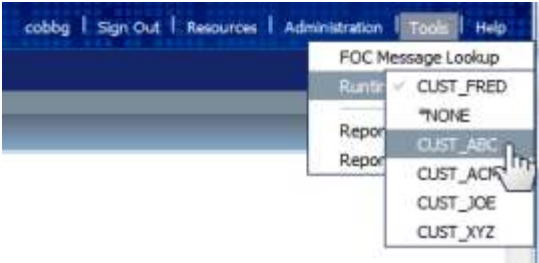 cobbg | Sign Out | Resources | Administration | Tools | Help
FOC Message Lookup
CUST_FRED
*NONE
CUST_ABC
CUST_JOE
CUST_XYZ